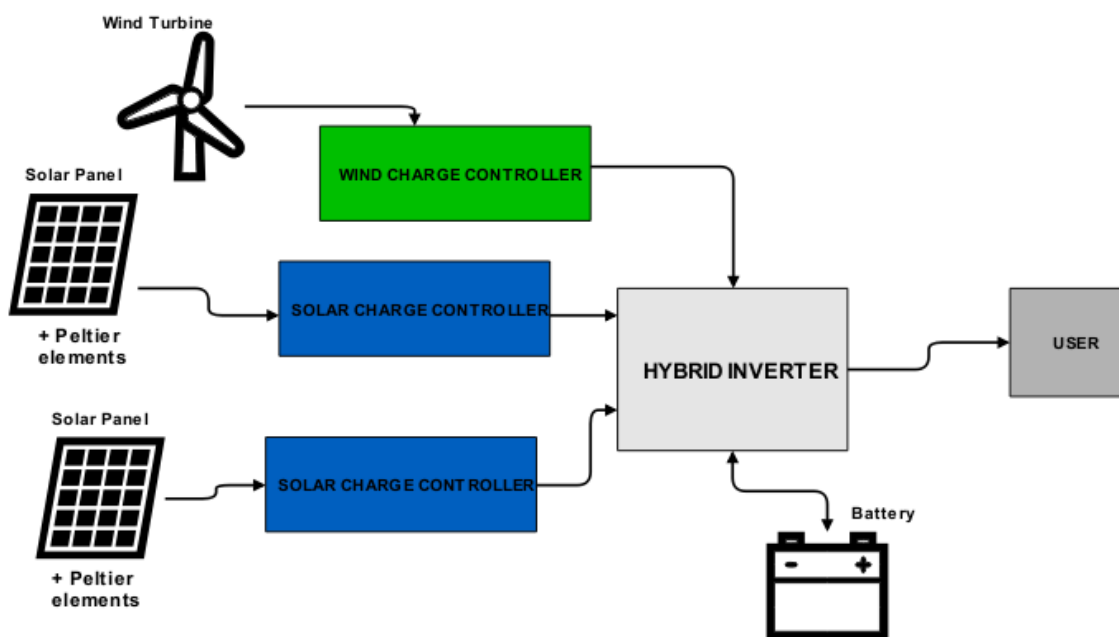 Wind Turbine
WIND CHARGE CONTROLLER
Solar Panel
SOLAR CHARGE CONTROLLER
+ Peltier
elements
HYBRID INVERTER
USER
Solar Panel
SOLAR CHARGE CONTROLLER
+ Peltier
elements
Battery
- +